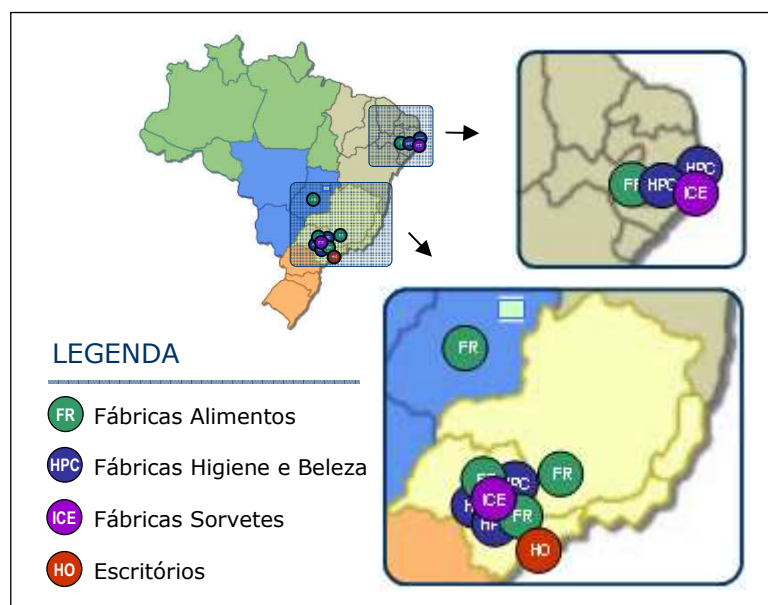 FR
HPC
HPC
ICE
FR
FR
HPC
FR
ICE
FR
HO
LEGENDA
FR Fábricas Alimentos
HPC Fábricas Higiene e Beleza
ICE Fábricas Sorvetes
HO Escritórios